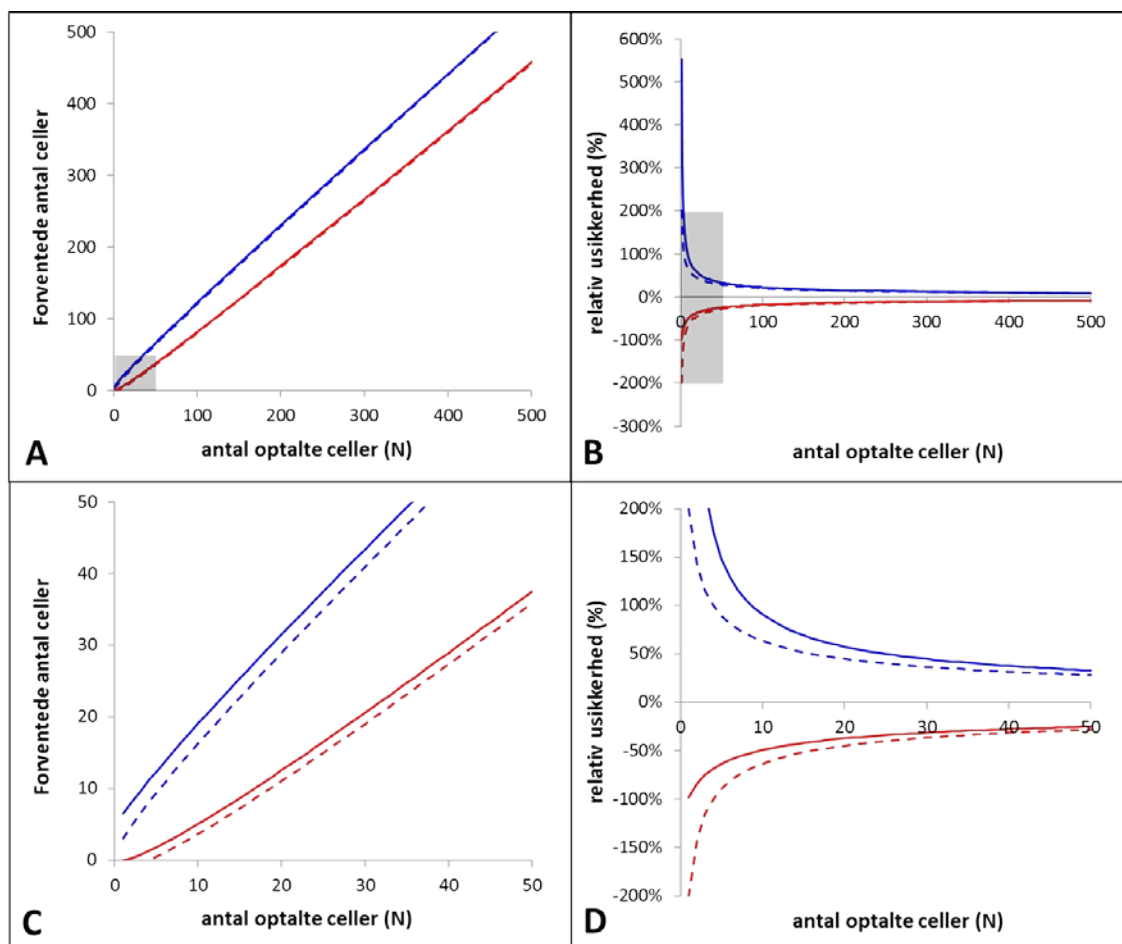 500
400
300
200
100
0
0 100 200 300 400 500
Forventede antal celler
antal optalte celler (N)
A
600%
500%
400%
300%
200%
100%
0%
-100%
-200%
-300%
0 100 200 300 400 500
relativ usikkerhed (%)
antal optalte celler (N)
B
50
40
30
20
10
0
0 10 20 30 40 50
Forventede antal celler
antal optalte celler (N)
C
200%
150%
100%
50%
0%
-50%
-100%
-150%
-200%
0 10 20 30 40 50
relativ usikkerhed (%)
antal optalte celler (N)
D